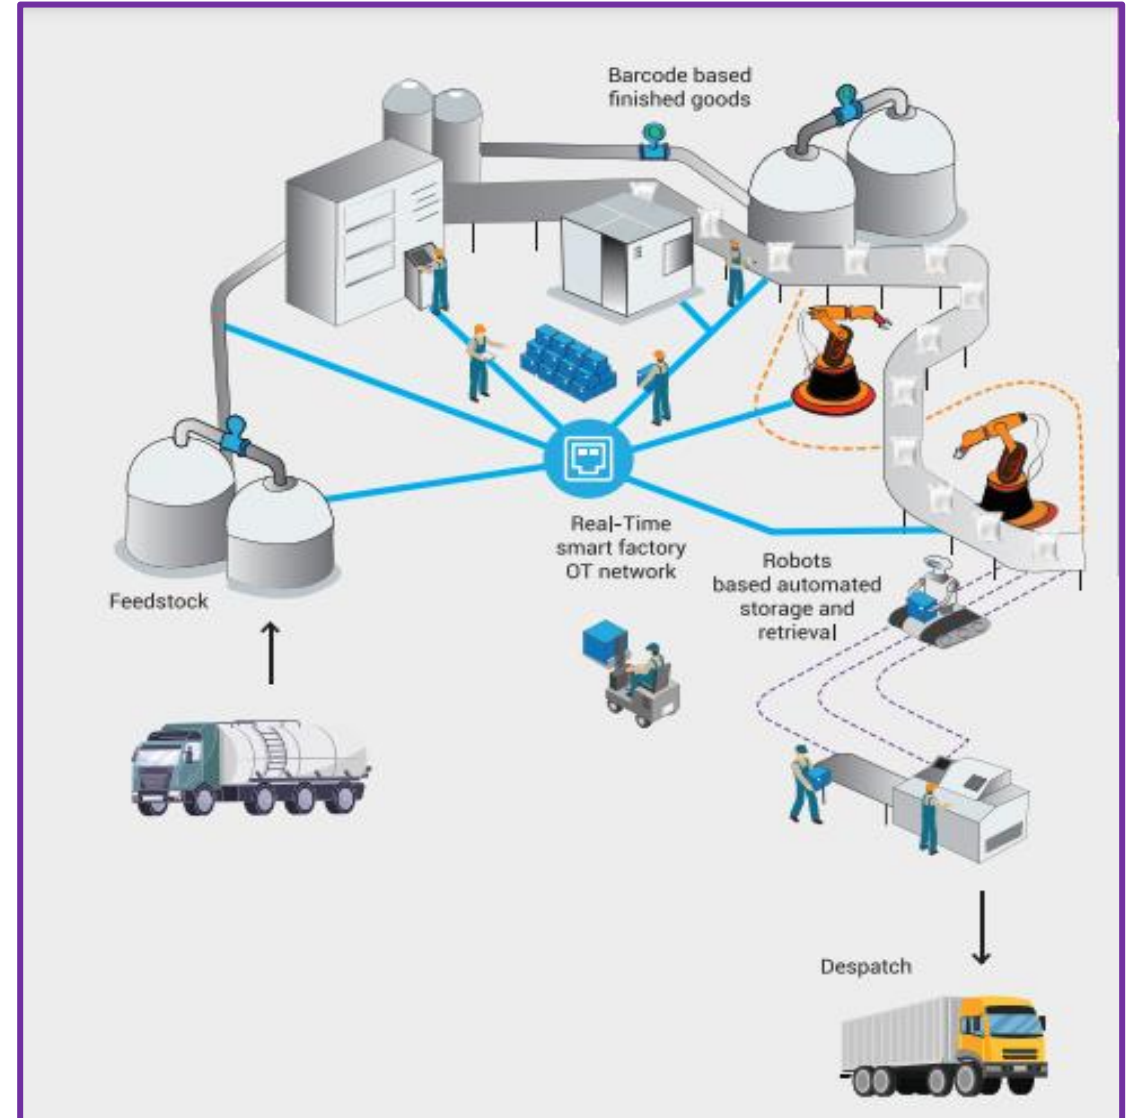 Barcode based
finished goods
Real-Time
smart factory
OT network
Robots
based automated
storage and
retrieval
Feedstock
Despatch